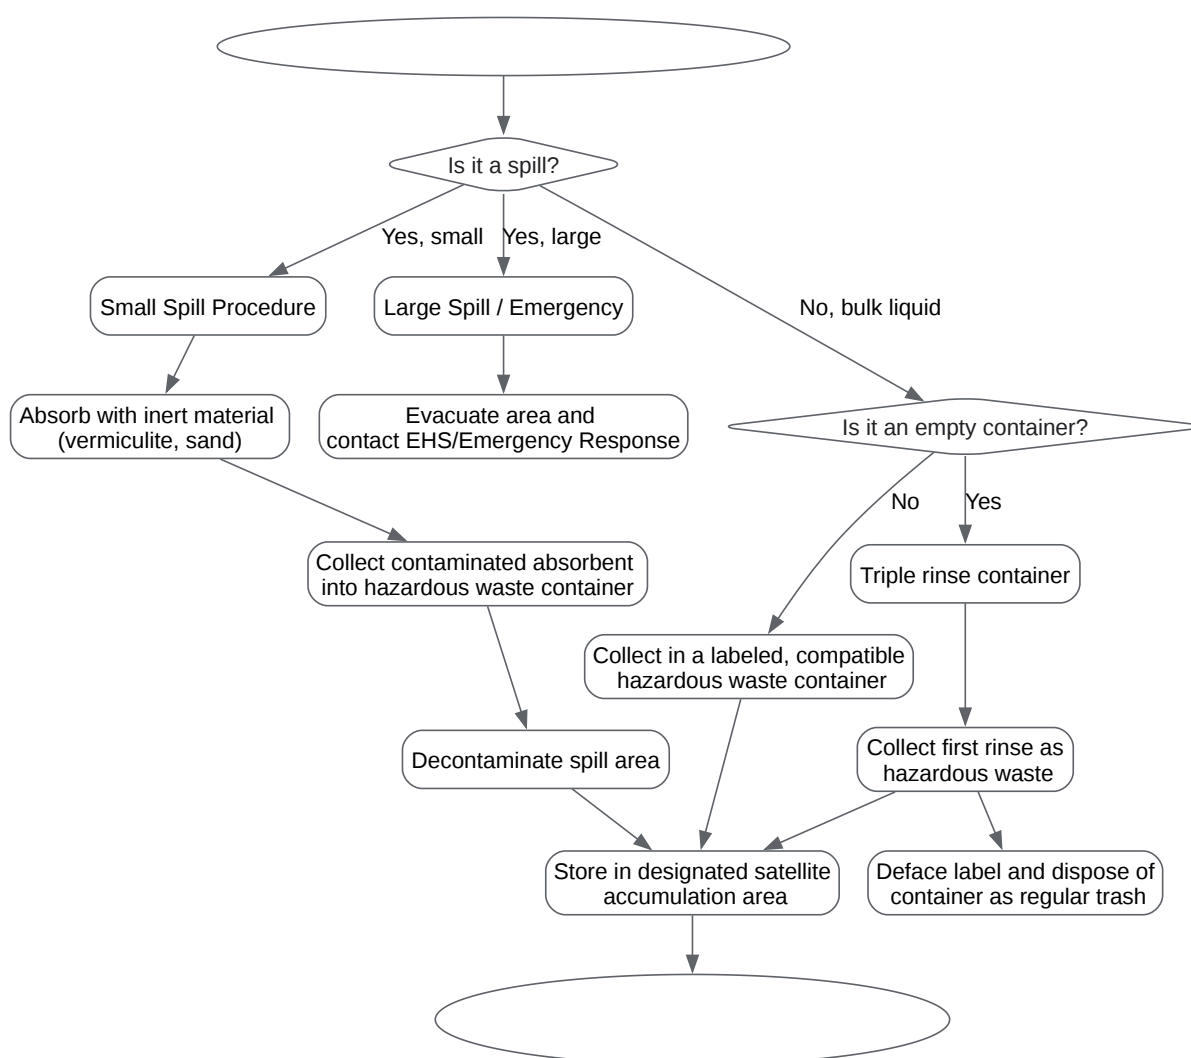 Is it a spill?
Yes, small
Yes, large
Small Spill Procedure
Large Spill / Emergency
No, bulk liquid
Absorb with inert material
(vermiculite, sand)
Evacuate area and
contact EHS/Emergency Response
Is it an empty container?
No
Yes
Collect contaminated absorbent
into hazardous waste container
Triple rinse container
Collect in a labeled, compatible
hazardous waste container
Decontaminate spill area
Collect first rinse as
hazardous waste
Store in designated satellite
accumulation area
Deface label and dispose of
container as regular trash